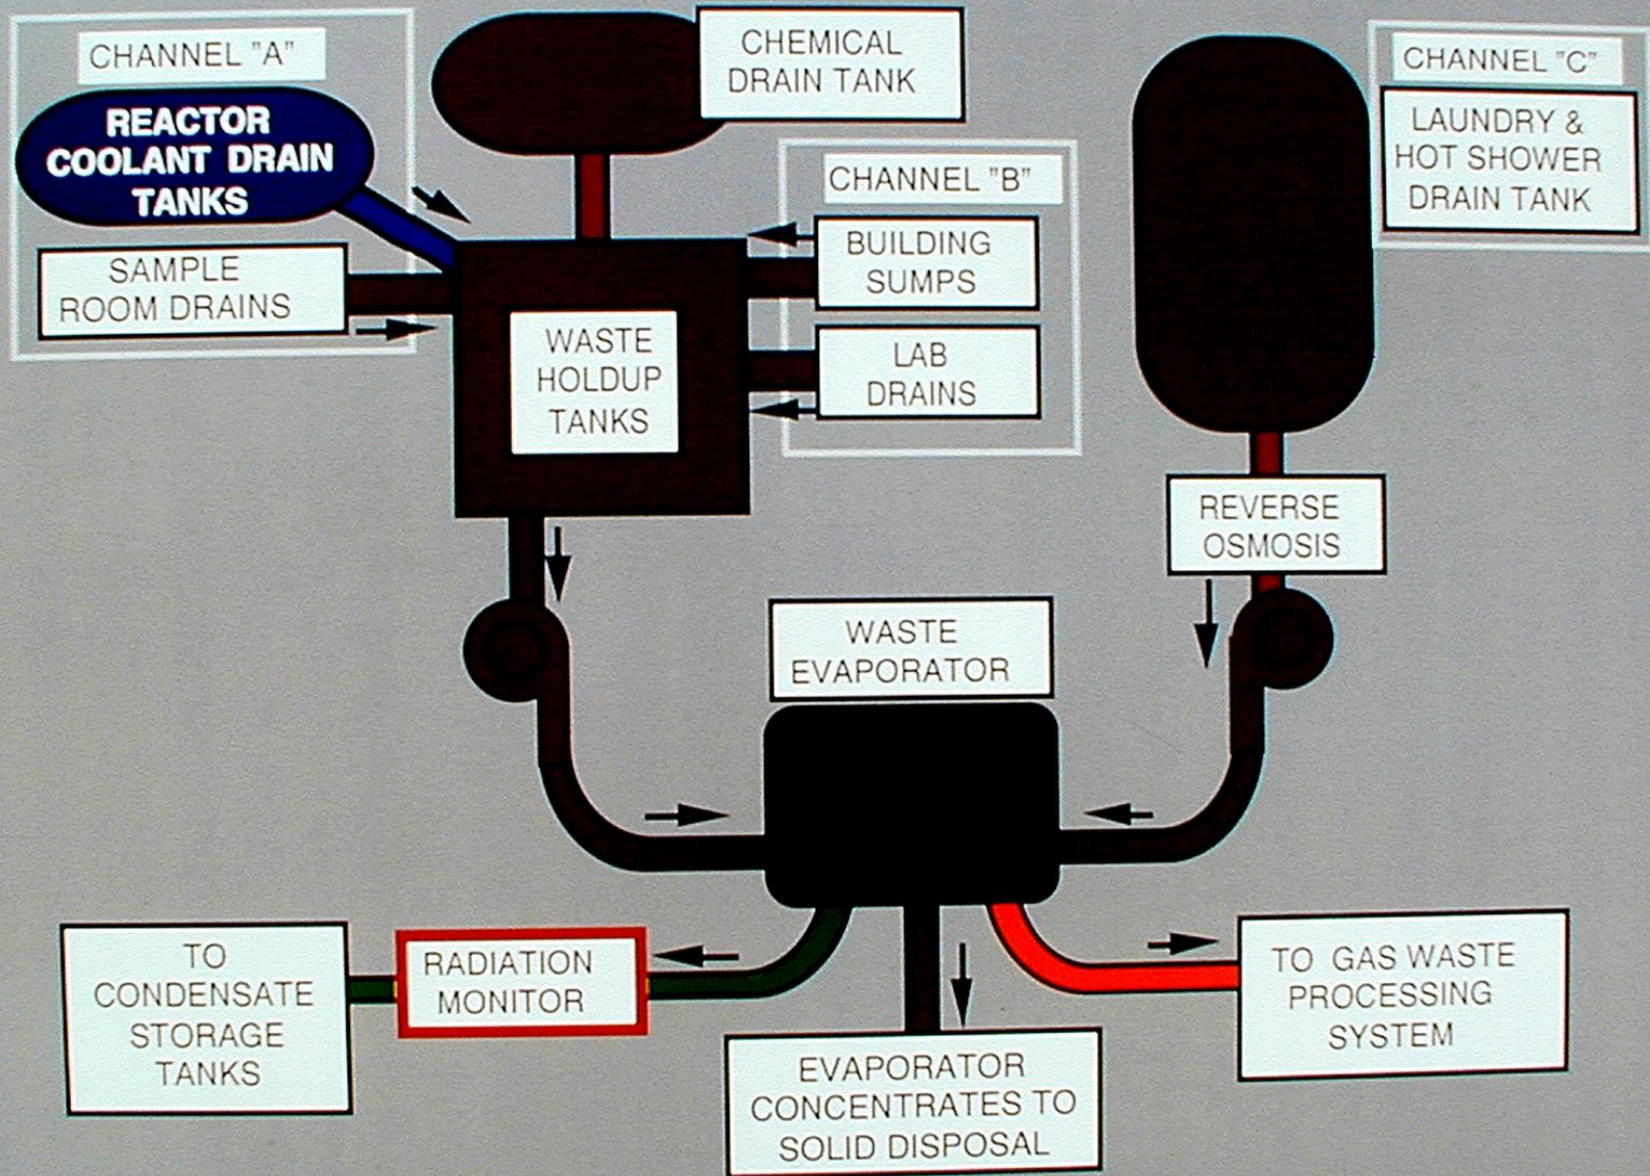 CHANNEL "A"
REACTOR
COOLANT DRAIN
TANKS
SAMPLE
ROOM DRAINS
CHEMICAL
DRAIN TANK
CHANNEL "B"
BUILDING
SUMPS
LAB
DRAINS
WASTE
HOLDUP
TANKS
CHANNEL "C"
LAUNDRY &
HOT SHOWER
DRAIN TANK
REVERSE
OSMOSIS
WASTE
EVAPORATOR
TO
CONDENSATE
STORAGE
TANKS
RADIATION
MONITOR
EVAPORATOR
CONCENTRATES TO
SOLID DISPOSAL
TO GAS WASTE
PROCESSING
SYSTEM